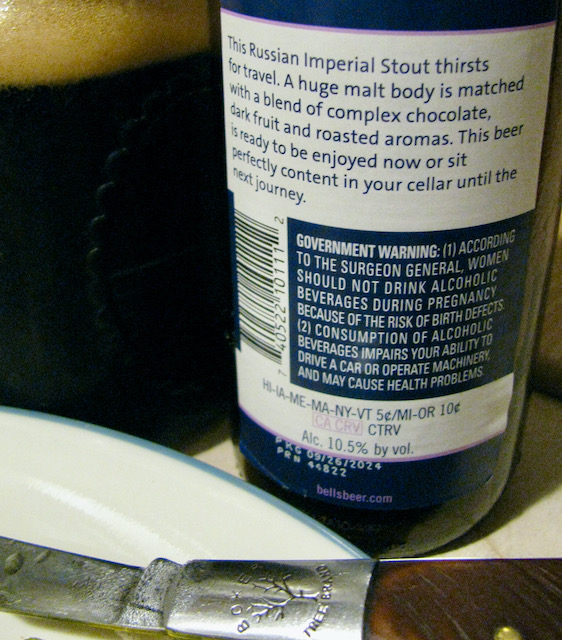 This Russian Imperial Stout thirsts
for travel. A huge malt body is matched
with a blend of complex chocolate,
dark fruit and roasted aromas. This beer
is ready to be enjoyed now or sit
perfectly content in your cellar until the
next journey.
7 40522 10111 2
GOVERNMENT WARNING: (1) ACCORDING
TO THE SURGEON GENERAL, WOMEN
SHOULD NOT DRINK ALCOHOLIC
BEVERAGES DURING PREGNANCY
BECAUSE OF THE RISK OF BIRTH DEFECTS.
(2) CONSUMPTION OF ALCOHOLIC
BEVERAGES IMPAIRS YOUR ABILITY TO
DRIVE A CAR OR OPERATE MACHINERY,
AND MAY CAUSE HEALTH PROBLEMS.
HI-IA-ME-MA-NY-VT 5¢/MI-OR 10¢
CA CRV CTRV
Alc. 10.5% by vol.
PKG 09/26/2024
PRN 44822
bellsbeer.com
BOKER
TREE BRAND